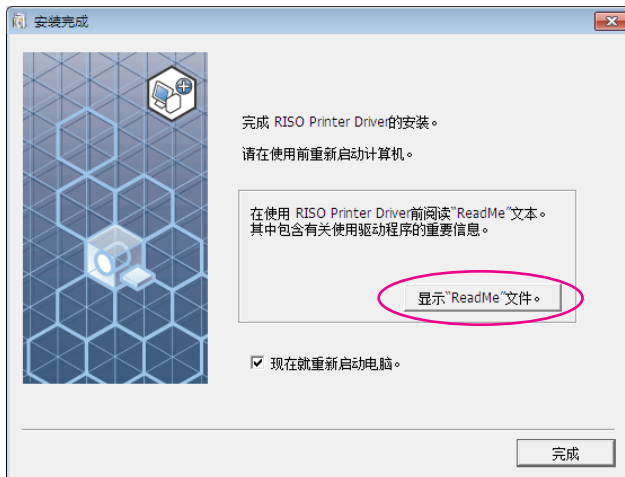 安装完成
完成 RISO Printer Driver的安装。
请在使用前重新启动计算机。
在使用 RISO Printer Driver前阅读"ReadMe"文本。
其中包含有关使用驱动程序的重要信息。
显示"ReadMe"文件。
现在就重新启动电脑。
完成